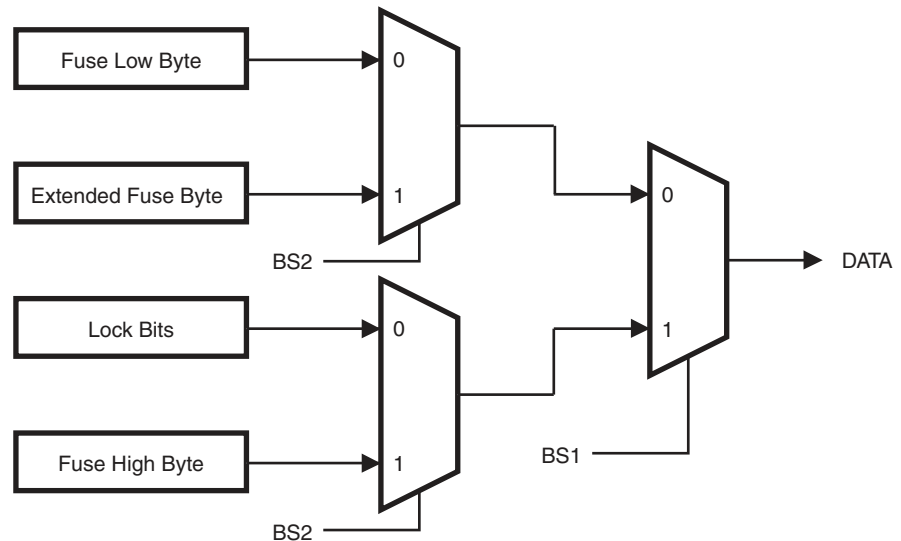 Fuse Low Byte
0
Extended Fuse Byte
1
BS2
0
DATA
Lock Bits
0
1
Fuse High Byte
1
BS1
BS2